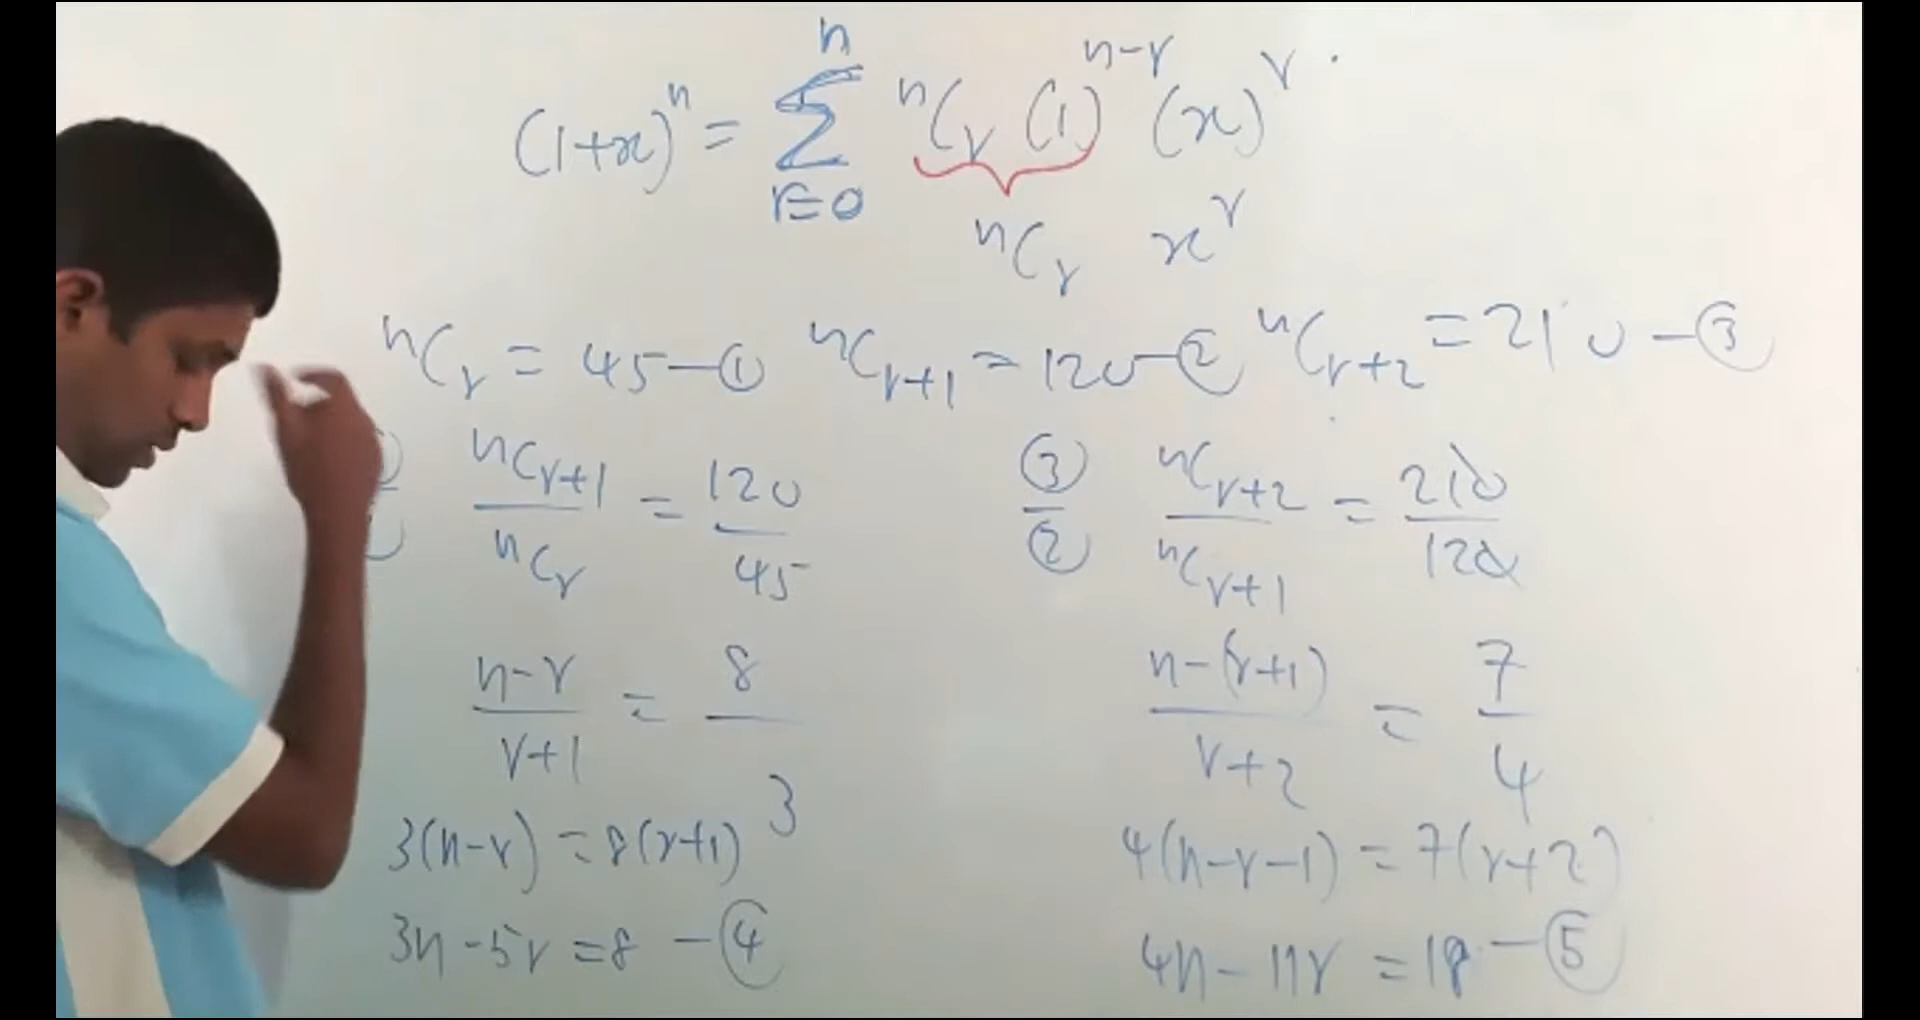 (1+x)^n = \sum_{r=0}^{n} ^nC_r (1)^{n-r} (x)^r .
^nC_r x^r
^nC_r = 45 — ① ^nC_{r+1} = 120 — ② ^nC_{r+2} = 210 — ③
^nC_{r+1} / ^nC_r = 120 / 45 ③/② ^nC_{r+2} / ^nC_{r+1} = 210 / 120
n-r / r+1 = 8 / 3 n-(r+1) / r+2 = 7 / 4
3(n-r) = 8(r+1) 4(n-r-1) = 7(r+2)
3n - 5r = 8 — ④ 4n - 11r = 18 — ⑤